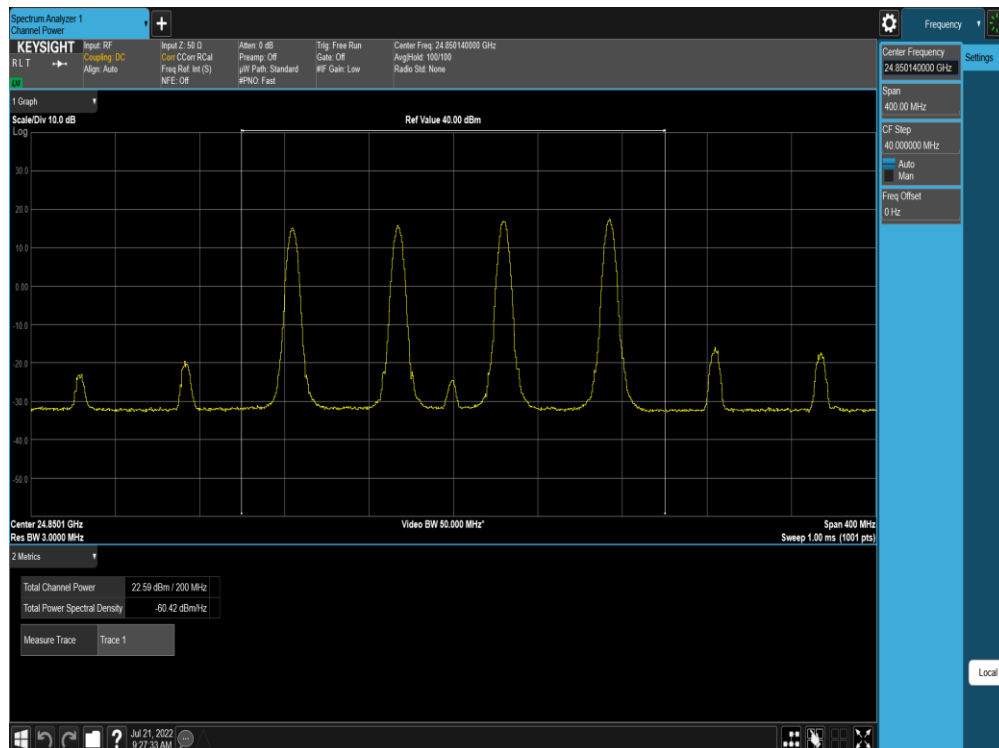 Spectrum Analyzer 1
Channel Power
+
Frequency
KEYSIGHT
R L T
LXI
Input: RF
Coupling: DC
Align: Auto
Input Z: 50 Ω
Corr CCorr RCal
Freq Ref: Int (S)
NFE: Off
Atten: 0 dB
Preamp: Off
µW Path: Standard
#PNO: Fast
Trig: Free Run
Gate: Off
#IF Gain: Low
Center Freq: 24.850140000 GHz
Avg|Hold: 100/100
Radio Std: None
Center Frequency
24.850140000 GHz
Settings
Span
400.00 MHz
CF Step
40.000000 MHz
Auto
Man
Freq Offset
0 Hz
1 Graph
Scale/Div 10.0 dB
Ref Value 40.00 dBm
Log
30.0
20.0
10.0
0.00
-10.0
-20.0
-30.0
-40.0
-50.0
Center 24.8501 GHz
Video BW 50.000 MHz*
Span 400 MHz
Res BW 3.0000 MHz
Sweep 1.00 ms (1001 pts)
2 Metrics
Total Channel Power 22.59 dBm / 200 MHz
Total Power Spectral Density -60.42 dBm/Hz
Measure Trace Trace 1
Local
?
Jul 21, 2022
9:27:33 AM